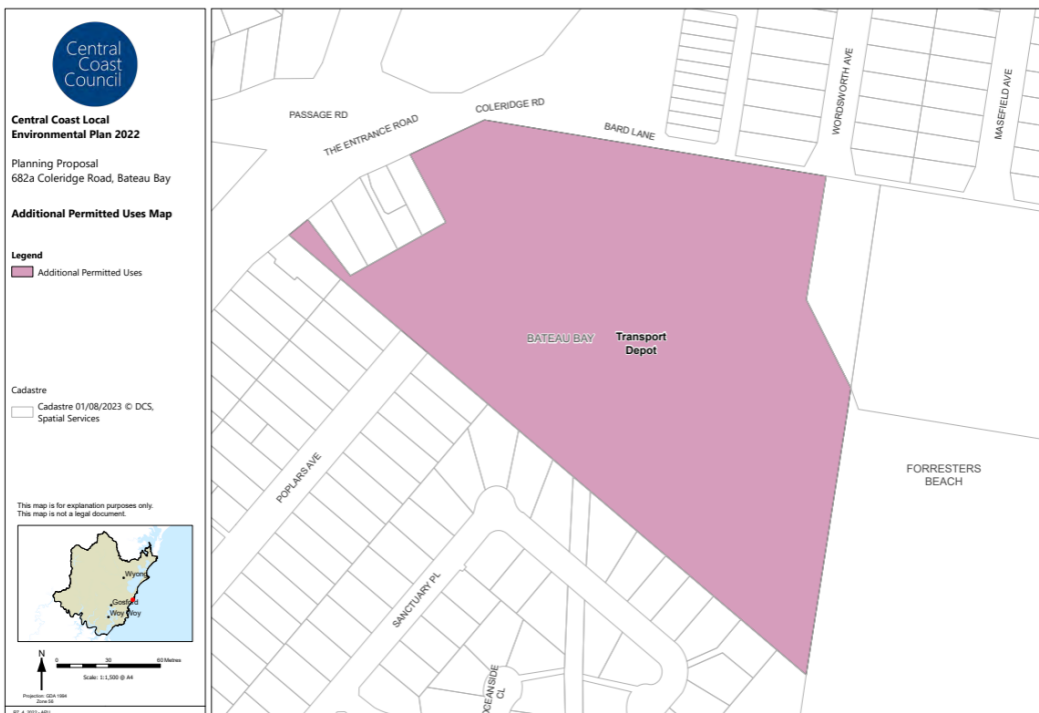 Central
Coast
Council
Central Coast Local
Environmental Plan 2022
Planning Proposal
682a Coleridge Road, Bateau Bay
Additional Permitted Uses Map
Legend
Additional Permitted Uses
Cadastre
Cadastre 01/08/2023 © DCS,
Spatial Services
This map is for explanation purposes only.
This map is not a legal document.
Wyong
Gosford
Woy Woy
N
0 30 60 Metres
Scale: 1:1,500 @ A4
Projection: GDA 1994
Zone 56
PASSAGE RD
COLERIDGE RD
THE ENTRANCE ROAD
BARD LANE
WORDSWORTH AVE
MASEFIELD AVE
BATEAU BAY
Transport
Depot
POPLARS AVE
FORRESTERS
BEACH
SANCTUARY PL
OCEANSIDE
CL